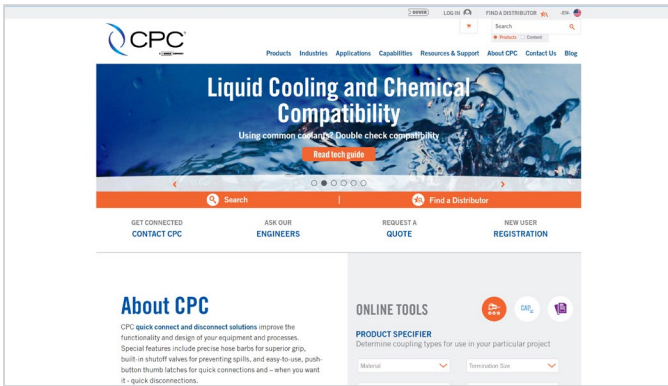 DOVER LOG IN FIND A DISTRIBUTOR -EN-
Search
Products Content
CPC
Products Industries Applications Capabilities Resources & Support About CPC Contact Us Blog
Liquid Cooling and Chemical
Compatibility
Using common coolants? Double check compatibility
Read tech guide
Search | Find a Distributor
GET CONNECTED
CONTACT CPC
ASK OUR
ENGINEERS
REQUEST A
QUOTE
NEW USER
REGISTRATION
About CPC
CPC quick connect and disconnect solutions improve the
functionality and design of your equipment and processes.
Special features include precise hose barbs for superior grip,
built-in shutoff valves for preventing spills, and easy-to-use, push-
button thumb latches for quick connections and – when you want
it - quick disconnections.
ONLINE TOOLS
CAD
PRODUCT SPECIFIER
Determine coupling types for use in your particular project
Material
Termination Size